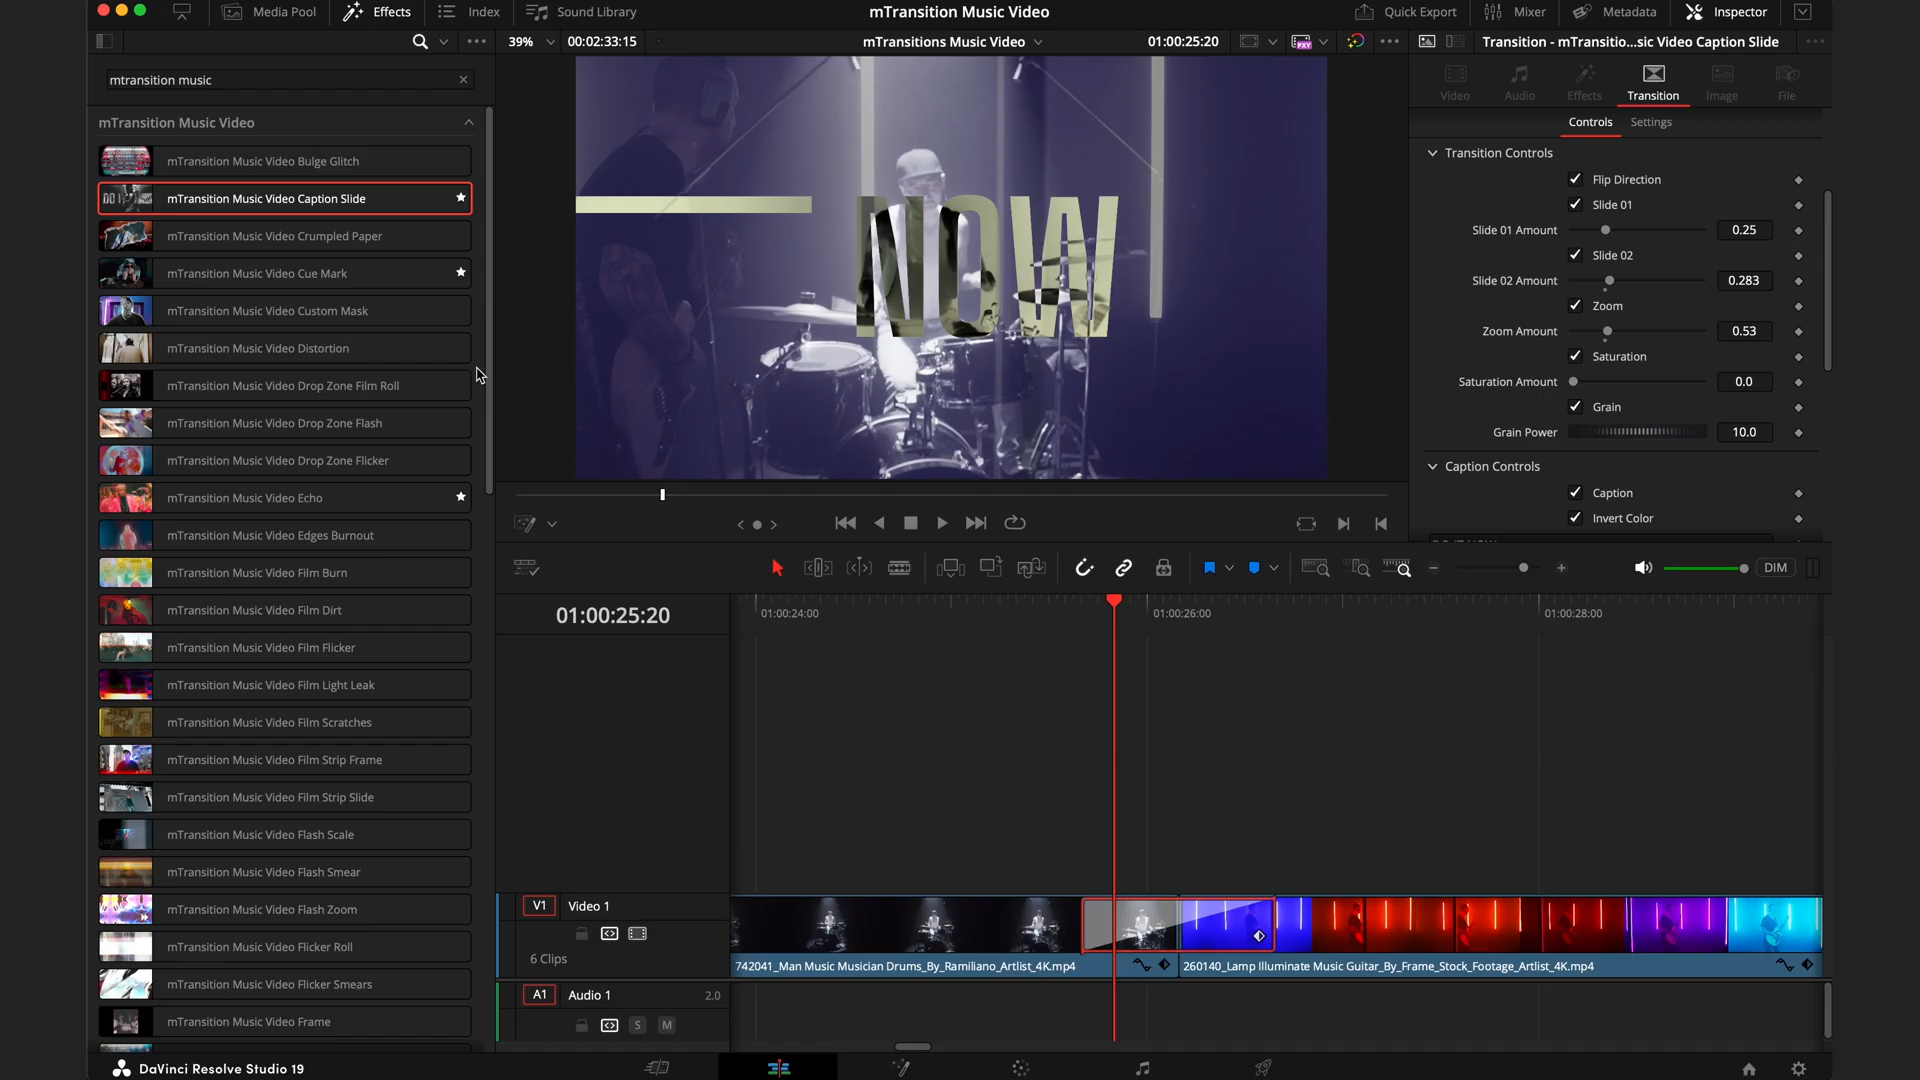 Media Pool
Effects
Index
Sound Library
mTransition Music Video
Quick Export
Mixer
Metadata
Inspector
39%
00:02:33:15
mTransitions Music Video
01:00:25:20
PXY
Transition - mTransitio...sic Video Caption Slide
mtransition music
Video
Audio
Effects
Transition
Image
File
Controls
Settings
mTransition Music Video
mTransition Music Video Bulge Glitch
mTransition Music Video Caption Slide
mTransition Music Video Crumpled Paper
mTransition Music Video Cue Mark
mTransition Music Video Custom Mask
mTransition Music Video Distortion
mTransition Music Video Drop Zone Film Roll
mTransition Music Video Drop Zone Flash
mTransition Music Video Drop Zone Flicker
mTransition Music Video Echo
mTransition Music Video Edges Burnout
mTransition Music Video Film Burn
mTransition Music Video Film Dirt
mTransition Music Video Film Flicker
mTransition Music Video Film Light Leak
mTransition Music Video Film Scratches
mTransition Music Video Film Strip Frame
mTransition Music Video Film Strip Slide
mTransition Music Video Flash Scale
mTransition Music Video Flash Smear
mTransition Music Video Flash Zoom
mTransition Music Video Flicker Roll
mTransition Music Video Flicker Smears
mTransition Music Video Frame
NOW
Transition Controls
Flip Direction
Slide 01
Slide 01 Amount 0.25
Slide 02
Slide 02 Amount 0.283
Zoom
Zoom Amount 0.53
Saturation
Saturation Amount 0.0
Grain
Grain Power 10.0
Caption Controls
Caption
Invert Color
DIM
01:00:25:20
01:00:24:00
01:00:26:00
01:00:28:00
V1
Video 1
6 Clips
742041_Man Music Musician Drums_By_Ramiliano_Artlist_4K.mp4
260140_Lamp Illuminate Music Guitar_By_Frame_Stock_Footage_Artlist_4K.mp4
A1
Audio 1
2.0
S
M
DaVinci Resolve Studio 19